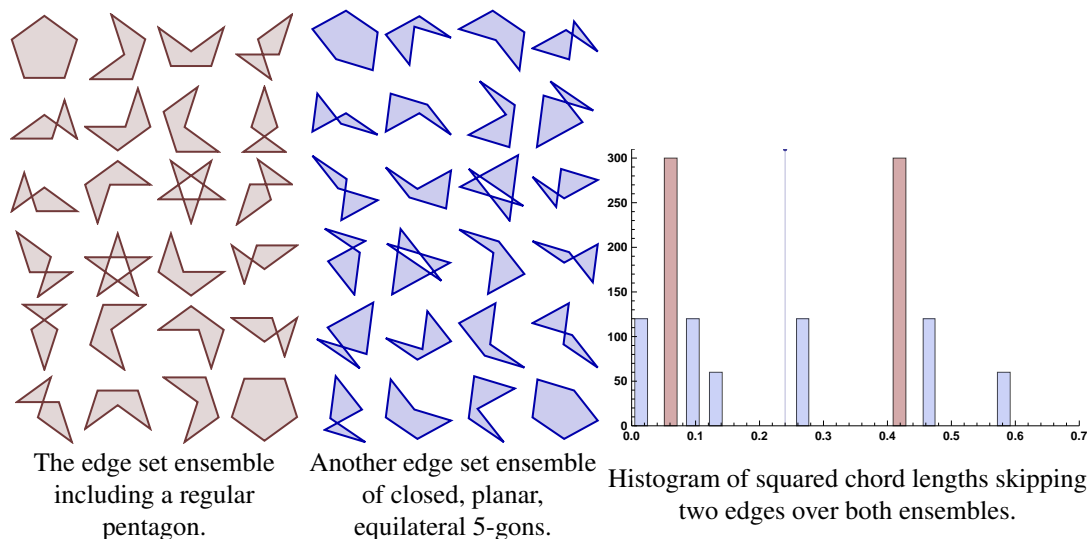 300
250
200
150
100
50
0
0.0 0.1 0.2 0.3 0.4 0.5 0.6 0.7
The edge set ensemble
including a regular
pentagon.
Another edge set ensemble
of closed, planar,
equilateral 5-gons.
Histogram of squared chord lengths skipping
two edges over both ensembles.